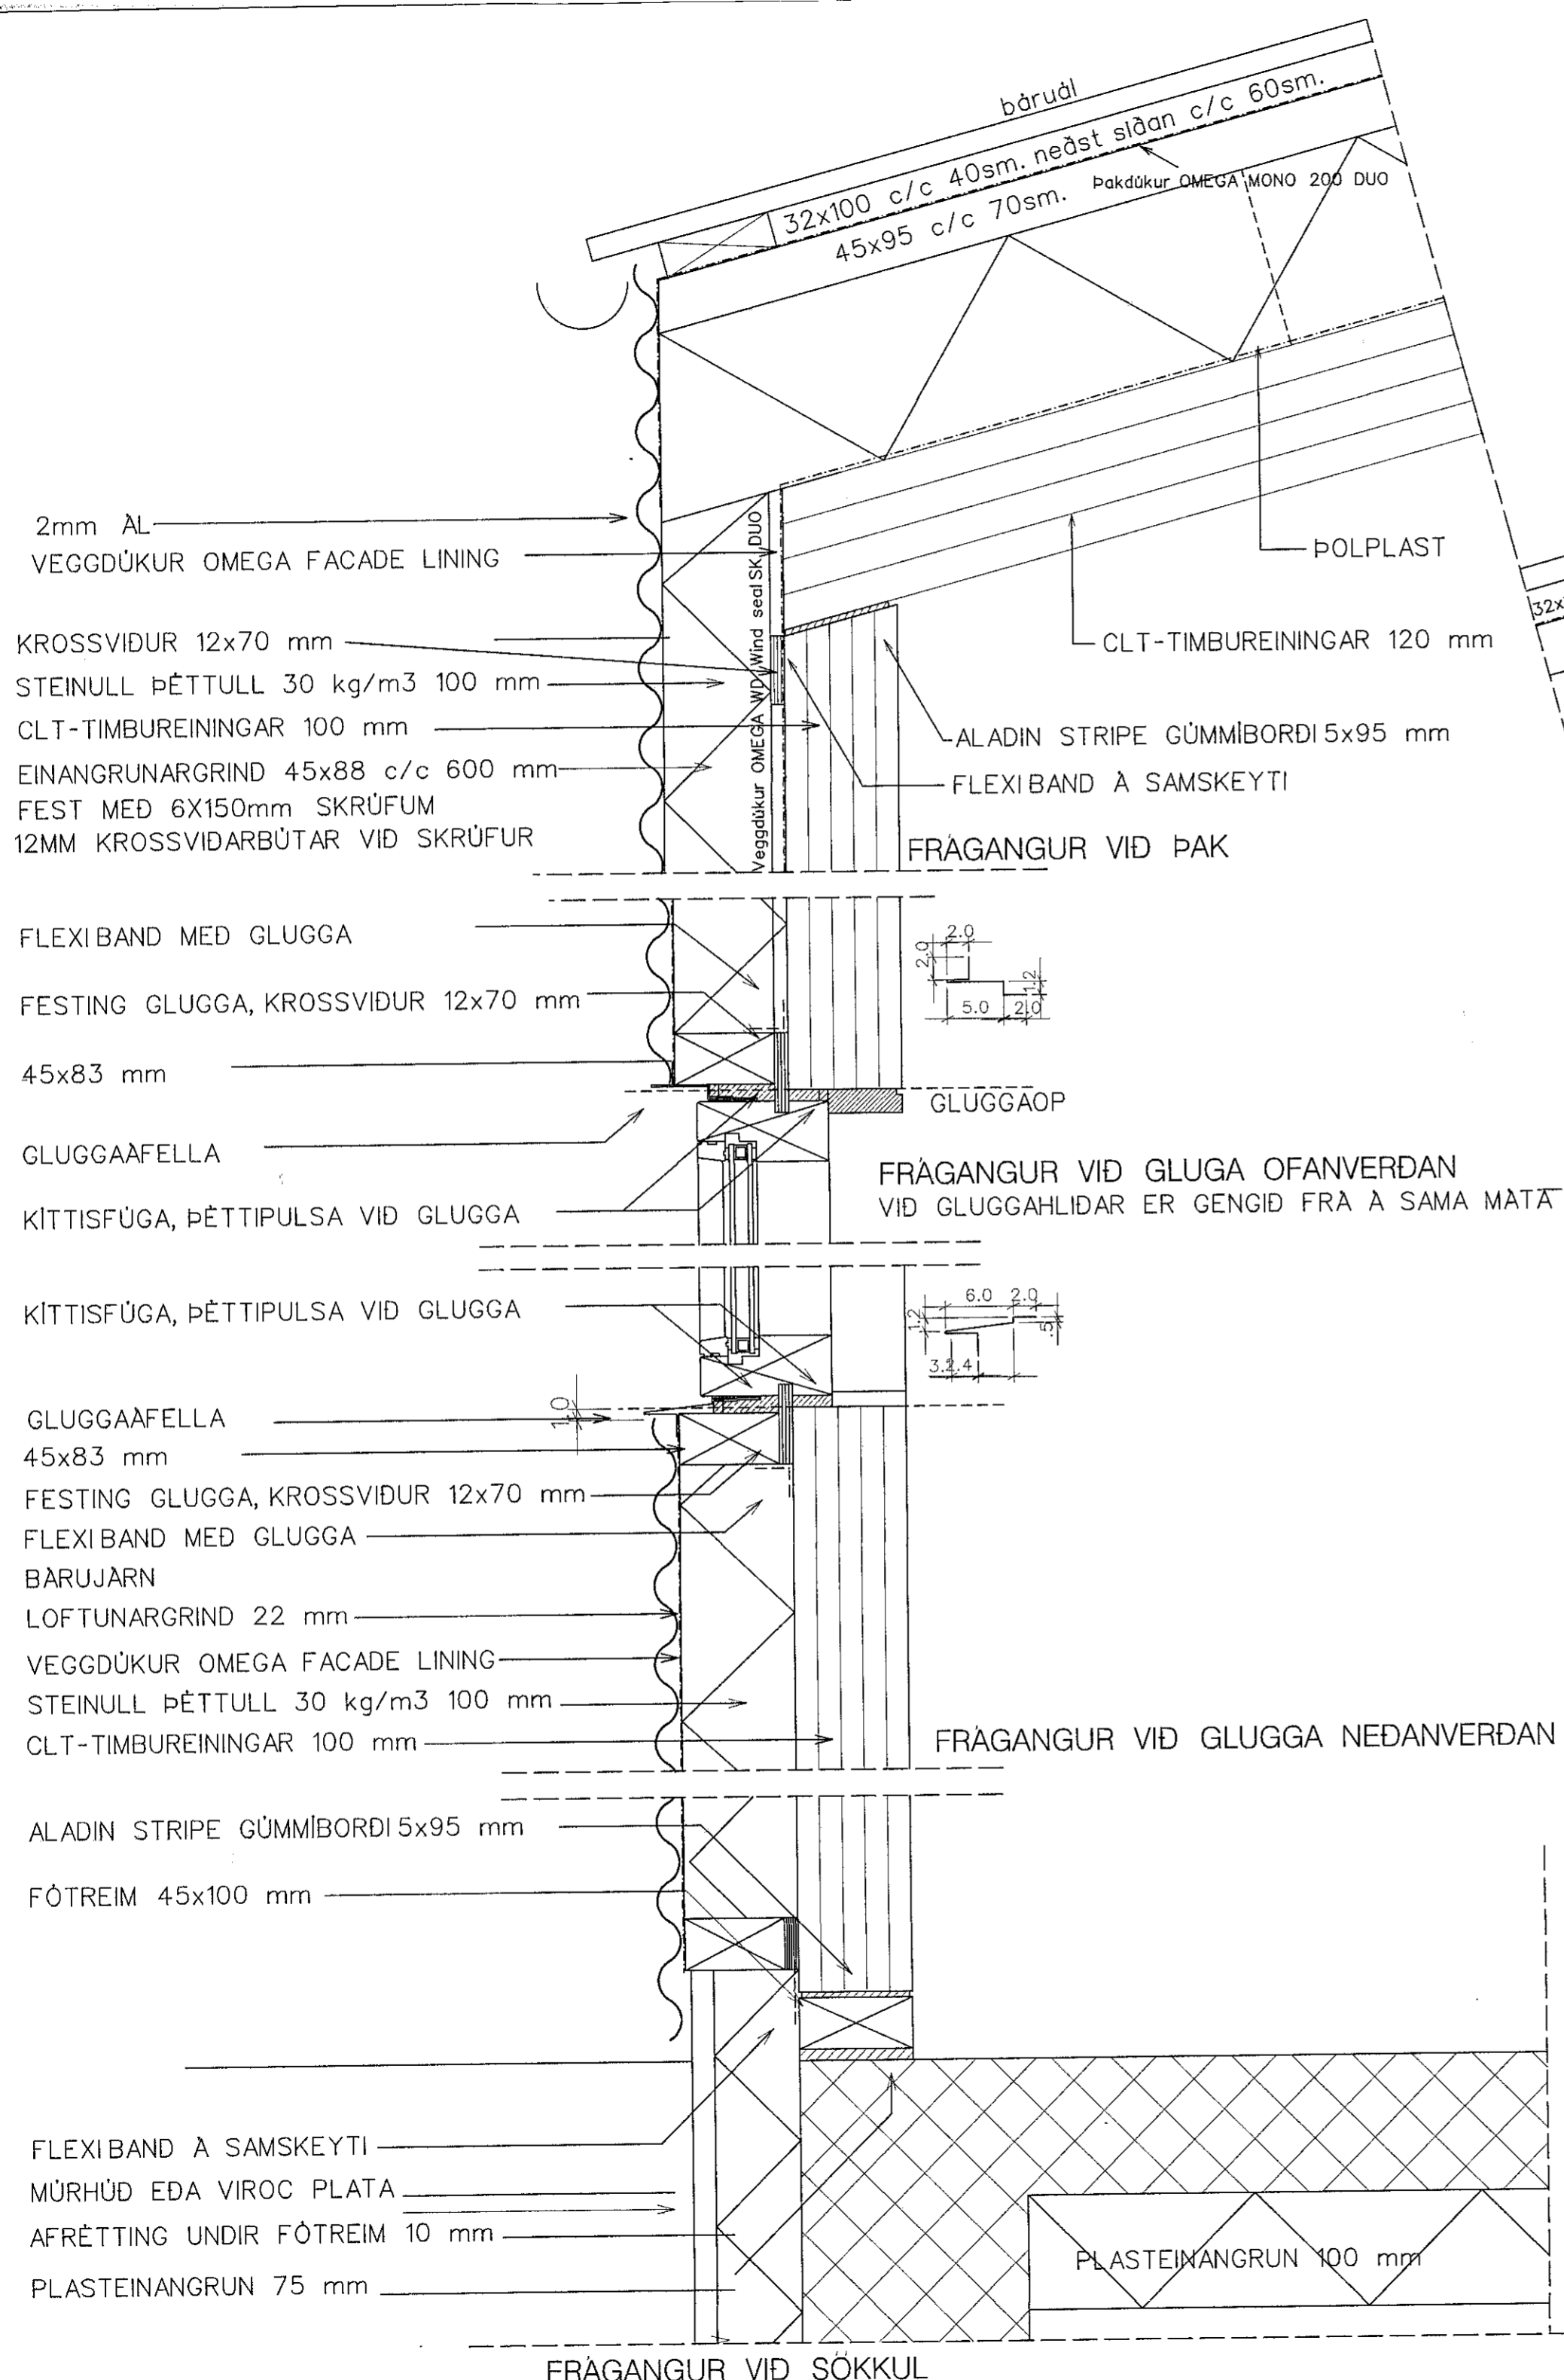 báruál
32x100 c/c 40sm. neðst síðan c/c 60sm.
Þakdúkur OMEGA MONO 200 DUO
45x95 c/c 70sm.
2mm ÁL
VEGGDÚKUR OMEGA FACADE LINING
ÞOLPLAST
32x
KROSSVIÐUR 12x70 mm
CLT-TIMBUREININGAR 120 mm
STEINULL ÞÉTTULL 30 kg/m3 100 mm
CLT-TIMBUREININGAR 100 mm
ALADIN STRIPE GÚMMÍBORÐI 5x95 mm
EINANGRUNARGRIND 45x88 c/c 600 mm
FLEXIBAND Á SAMSKEYTI
FEST MEÐ 6X150mm SKRÚFUM
12MM KROSSVIÐARBÚTAR VIÐ SKRÚFUR
Veggdúkur OMEGA WD Wind seal SK DUO
FRÁGANGUR VIÐ ÞAK
FLEXIBAND MEÐ GLUGGA
2.0
2.0
1.2
5.0
2.0
FESTING GLUGGA, KROSSVIÐUR 12x70 mm
45x83 mm
GLUGGAOP
GLUGGAÁFELLA
FRÁGANGUR VIÐ GLUGA OFANVERÐAN
VIÐ GLUGGAHLIÐAR ER GENGIÐ FRÁ Á SAMA MÁTA
KÍTTISFÚGA, ÞÉTTIPULSA VIÐ GLUGGA
KÍTTISFÚGA, ÞÉTTIPULSA VIÐ GLUGGA
6.0
2.0
1.2
.5
3.2.4
1.0
GLUGGAÁFELLA
45x83 mm
FESTING GLUGGA, KROSSVIÐUR 12x70 mm
FLEXIBAND MEÐ GLUGGA
BÁRUJÁRN
LOFTUNARGRIND 22 mm
VEGGDÚKUR OMEGA FACADE LINING
STEINULL ÞÉTTULL 30 kg/m3 100 mm
CLT-TIMBUREININGAR 100 mm
FRÁGANGUR VIÐ GLUGGA NEÐANVERÐAN
ALADIN STRIPE GÚMMÍBORÐI 5x95 mm
FÓTREIM 45x100 mm
FLEXIBAND Á SAMSKEYTI
MÚRHÚÐ EÐA VIROC PLATA
AFRÉTTING UNDIR FÓTREIM 10 mm
PLASTEINANGRUN 75 mm
PLASTEINANGRUN 100 mm
FRÁGANGUR VIÐ SÖKKUL